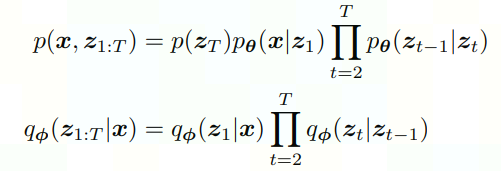 p(x, z_{1:T}) = p(z_T)p_θ(x|z_1) ∏_{t=2}^{T} p_θ(z_{t−1}|z_t)
q_ϕ(z_{1:T}|x) = q_ϕ(z_1|x) ∏_{t=2}^{T} q_ϕ(z_t|z_{t−1})